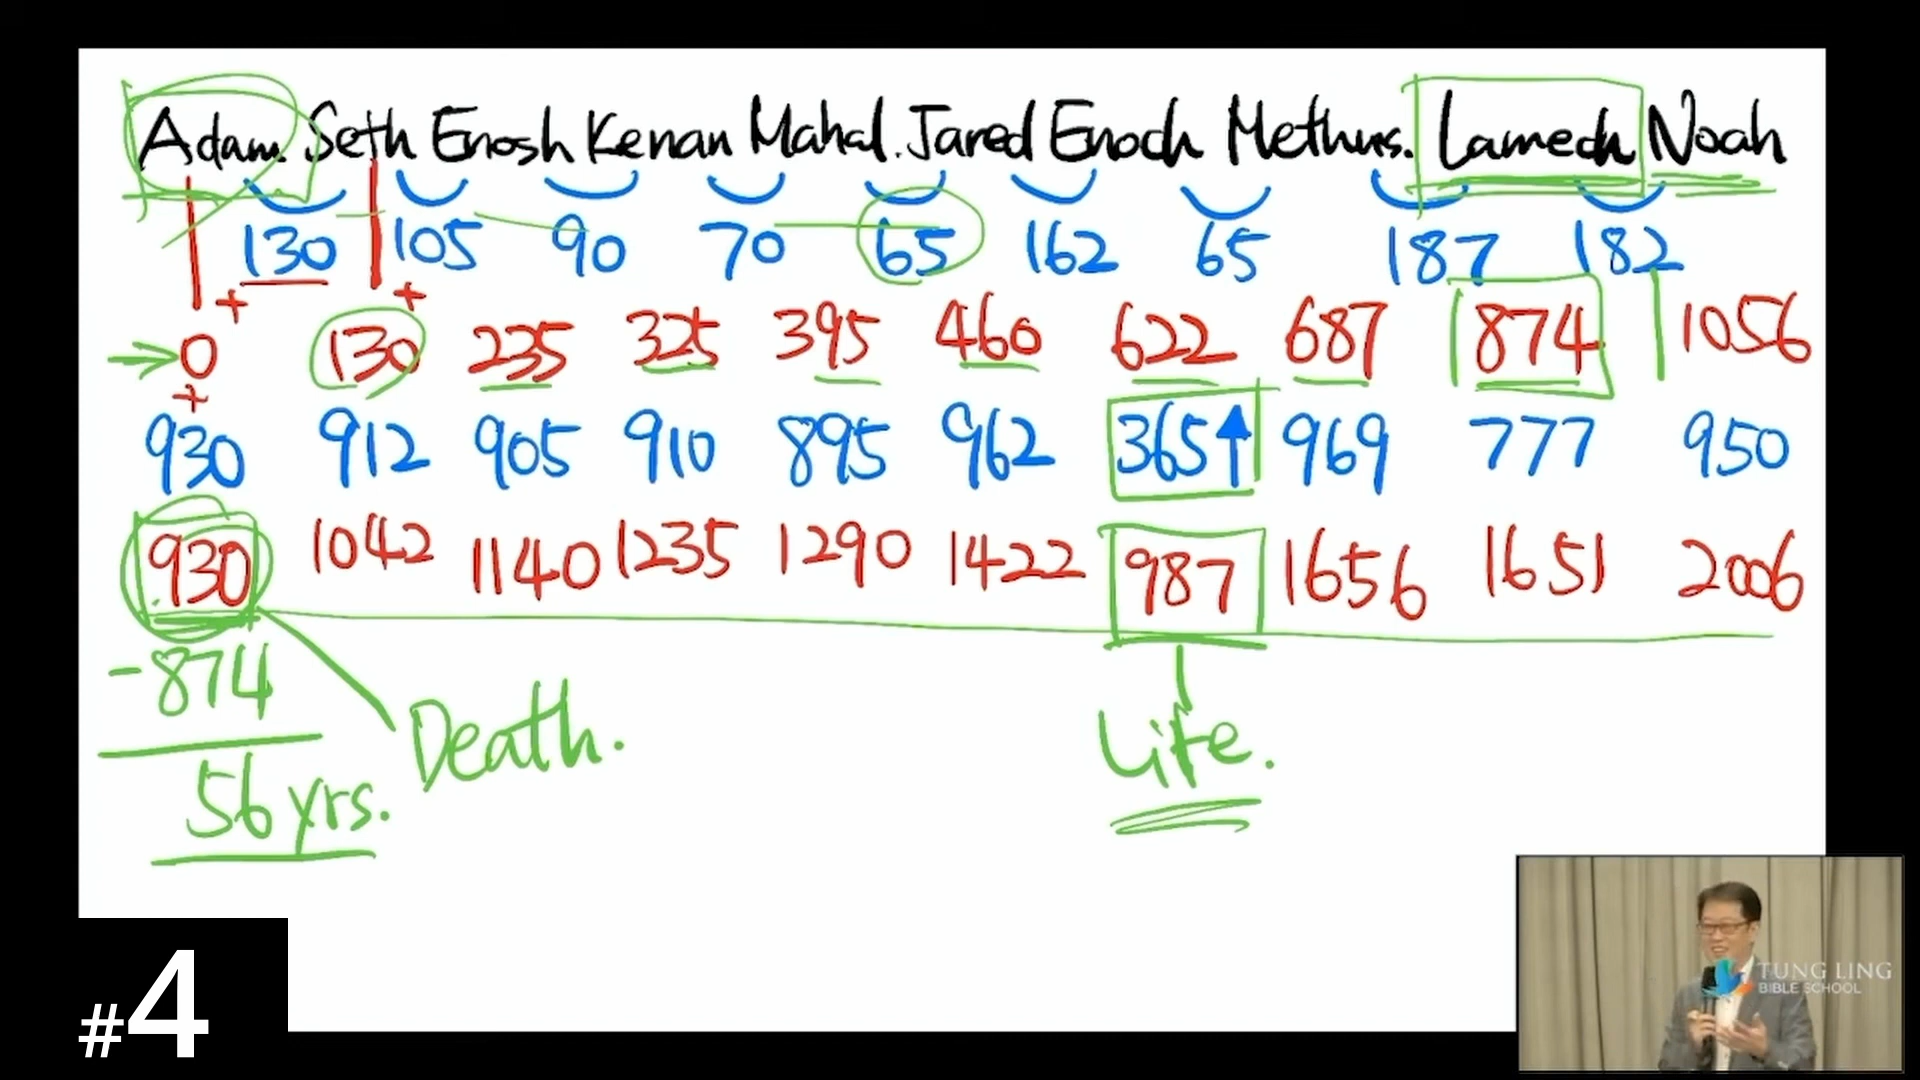 Adam Seth Enosh Kenan Mahal. Jared Enoch Methus. Lamech Noah
130 105 90 70 65 162 65 187 182
+ +
0 130 235 325 395 460 622 687 874 1056
+
930 912 905 910 895 962 365 969 777 950
930 1042 1140 1235 1290 1422 987 1656 1651 2006
-874
Death. Life.
56 yrs.
TUNG LING
BIBLE SCHOOL
#4